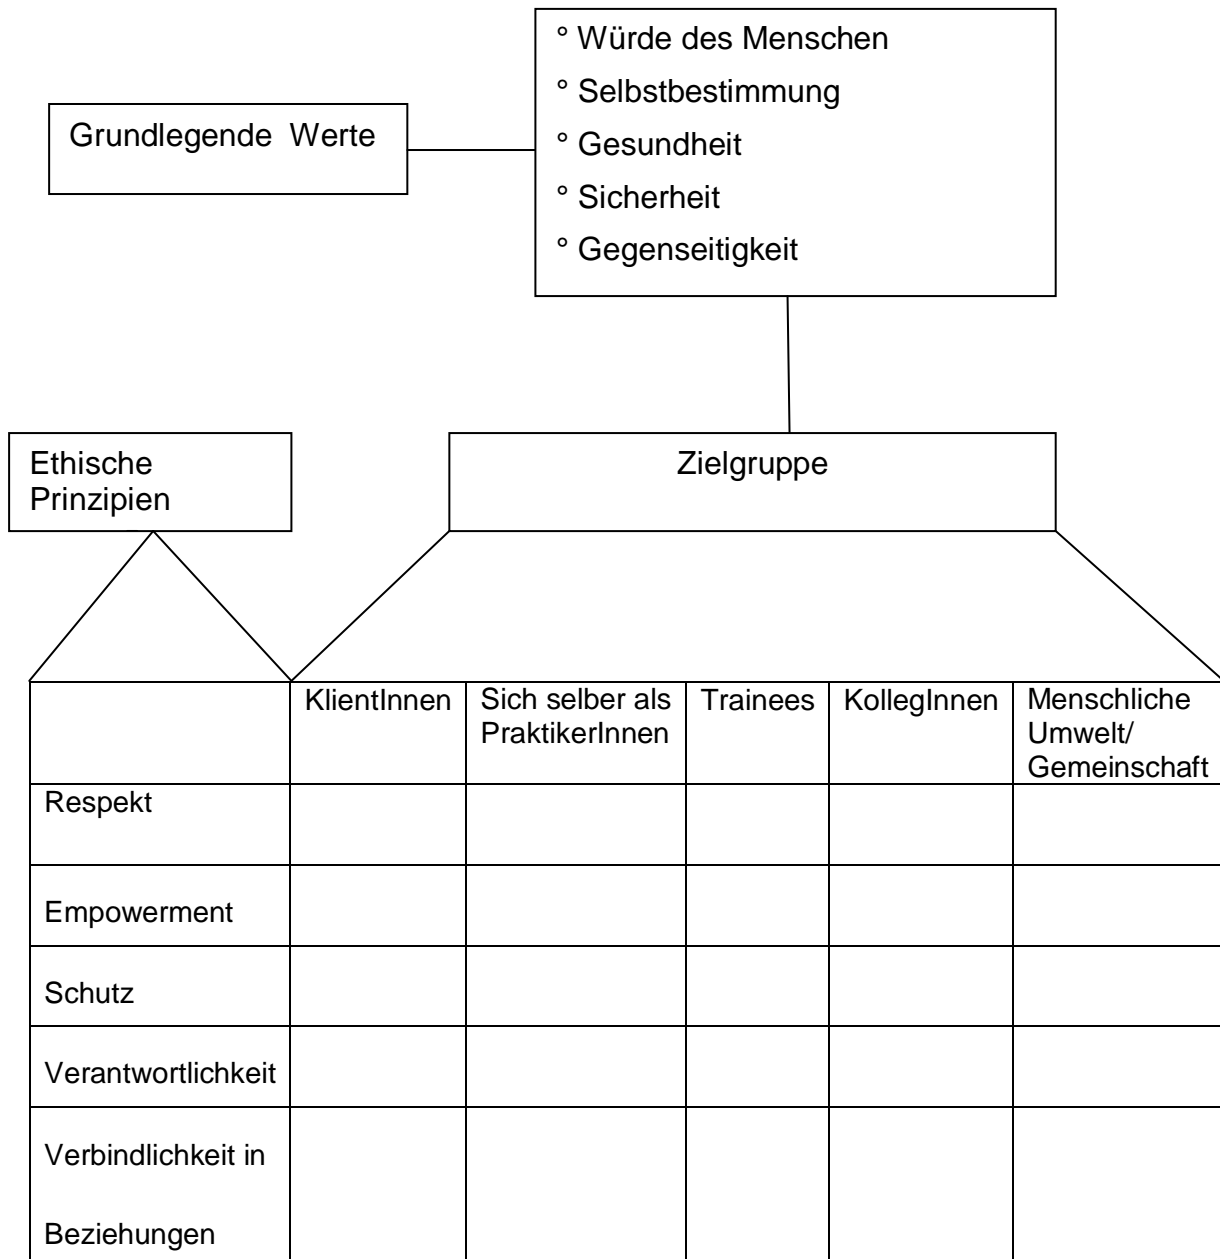 ° Würde des Menschen
° Selbstbestimmung
Grundlegende Werte
° Gesundheit
° Sicherheit
° Gegenseitigkeit
Ethische
Prinzipien
Zielgruppe
KlientInnen
Sich selber als
PraktikerInnen
Trainees
KollegInnen
Menschliche
Umwelt/
Gemeinschaft
Respekt
Empowerment
Schutz
Verantwortlichkeit
Verbindlichkeit in
Beziehungen